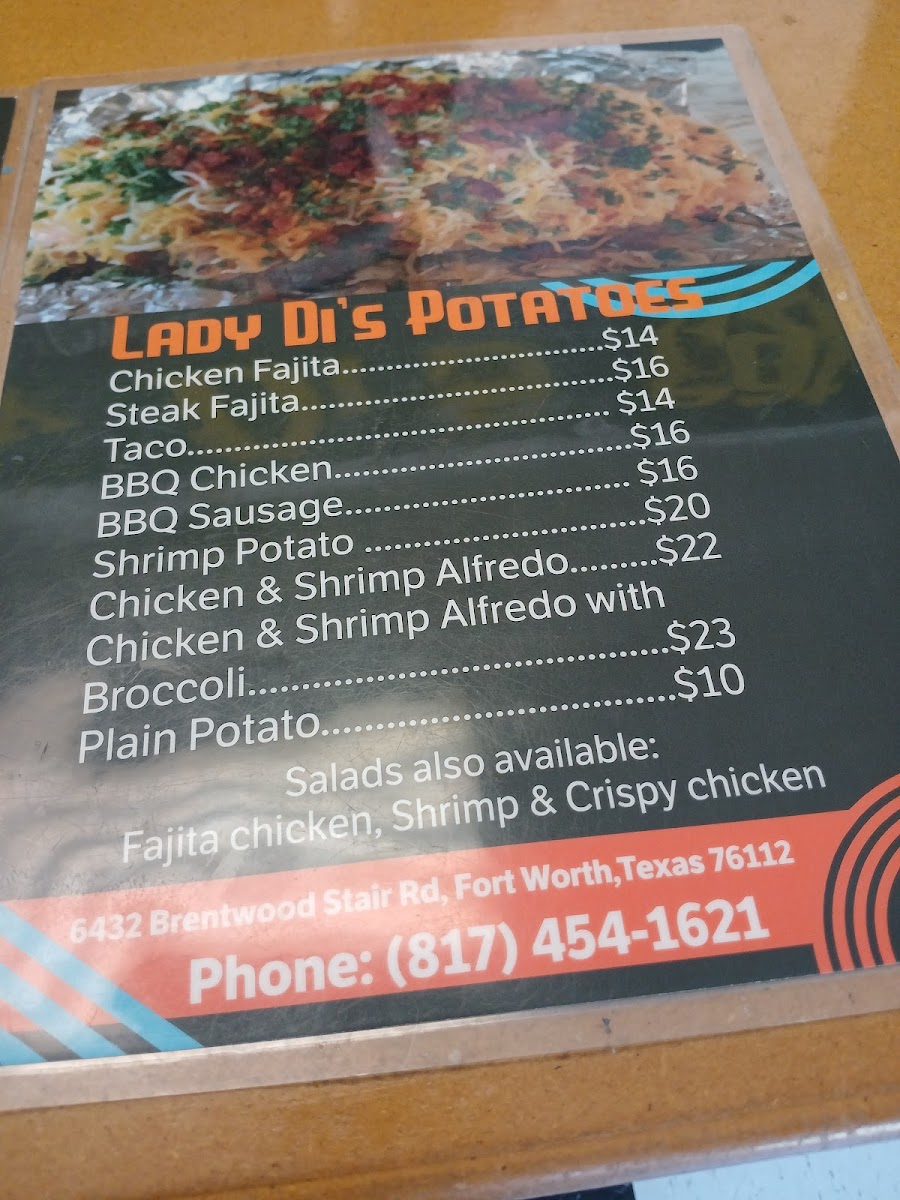 Lady Di's Potatoes
Chicken Fajita..............................$14
Steak Fajita..................................$16
Taco.............................................. $14
BBQ Chicken................................$16
BBQ Sausage............................... $16
Shrimp Potato ..............................$20
Chicken & Shrimp Alfredo.........$22
Chicken & Shrimp Alfredo with
Broccoli........................................$23
Plain Potato..................................$10
Salads also available:
Fajita chicken, Shrimp & Crispy chicken
6432 Brentwood Stair Rd, Fort Worth,Texas 76112
Phone: (817) 454-1621